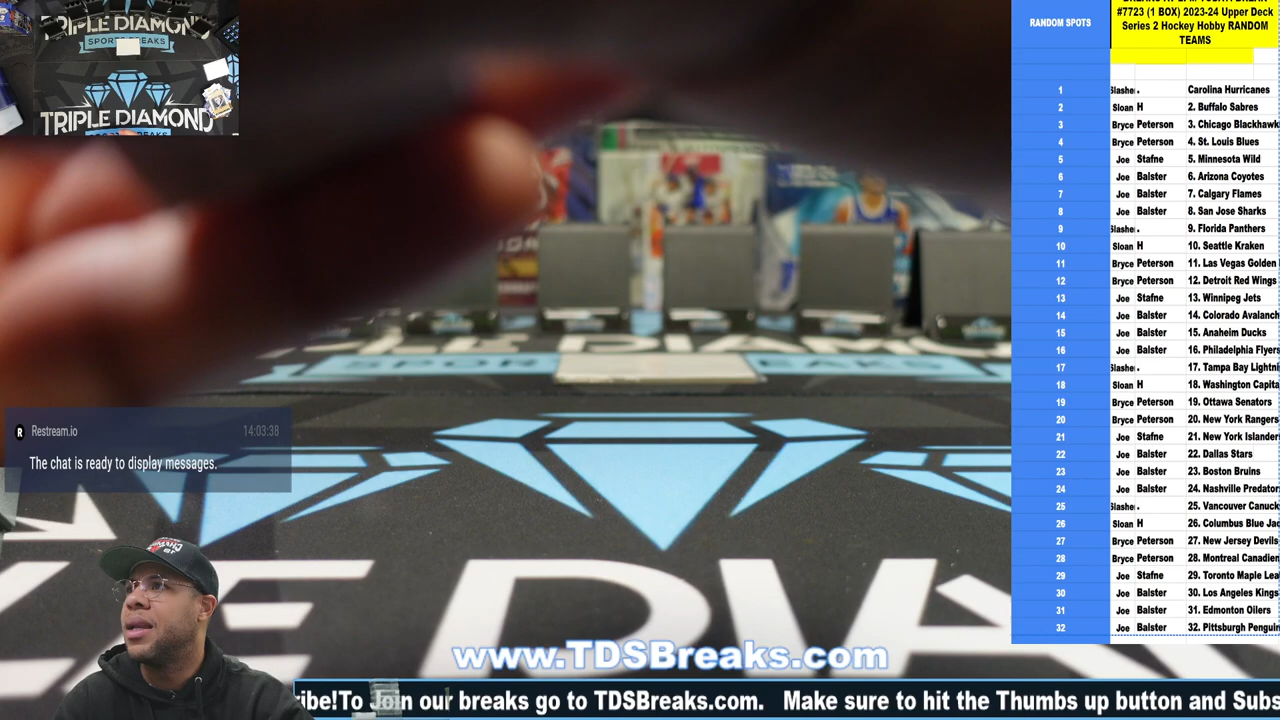 TRIPLE DIAMOND
SPORTS BREAKS
TRIPLE DIAMOND
RANDOM SPOTS
#7723 (1 BOX) 2023-24 Upper Deck
Series 2 Hockey Hobby RANDOM
TEAMS
1 Slashe . Carolina Hurricanes
2 Sloan H 2. Buffalo Sabres
3 Bryce Peterson 3. Chicago Blackhawk
4 Bryce Peterson 4. St. Louis Blues
5 Joe Stafne 5. Minnesota Wild
6 Joe Balster 6. Arizona Coyotes
7 Joe Balster 7. Calgary Flames
8 Joe Balster 8. San Jose Sharks
9 Slashe . 9. Florida Panthers
10 Sloan H 10. Seattle Kraken
11 Bryce Peterson 11. Las Vegas Golden
12 Bryce Peterson 12. Detroit Red Wings
13 Joe Stafne 13. Winnipeg Jets
14 Joe Balster 14. Colorado Avalanch
15 Joe Balster 15. Anaheim Ducks
16 Joe Balster 16. Philadelphia Flyers
17 Slashe . 17. Tampa Bay Lightni
18 Sloan H 18. Washington Capita
19 Bryce Peterson 19. Ottawa Senators
20 Bryce Peterson 20. New York Rangers
21 Joe Stafne 21. New York Islander
22 Joe Balster 22. Dallas Stars
23 Joe Balster 23. Boston Bruins
24 Joe Balster 24. Nashville Predator
25 Slashe . 25. Vancouver Canuck
26 Sloan H 26. Columbus Blue Jac
27 Bryce Peterson 27. New Jersey Devils
28 Bryce Peterson 28. Montreal Canadien
29 Joe Stafne 29. Toronto Maple Lea
30 Joe Balster 30. Los Angeles Kings
31 Joe Balster 31. Edmonton Oilers
32 Joe Balster 32. Pittsburgh Penguin
Restream.io 14:03:38
The chat is ready to display messages.
www.TDSBreaks.com
ribe!To Join our breaks go to TDSBreaks.com. Make sure to hit the Thumbs up button and Subs